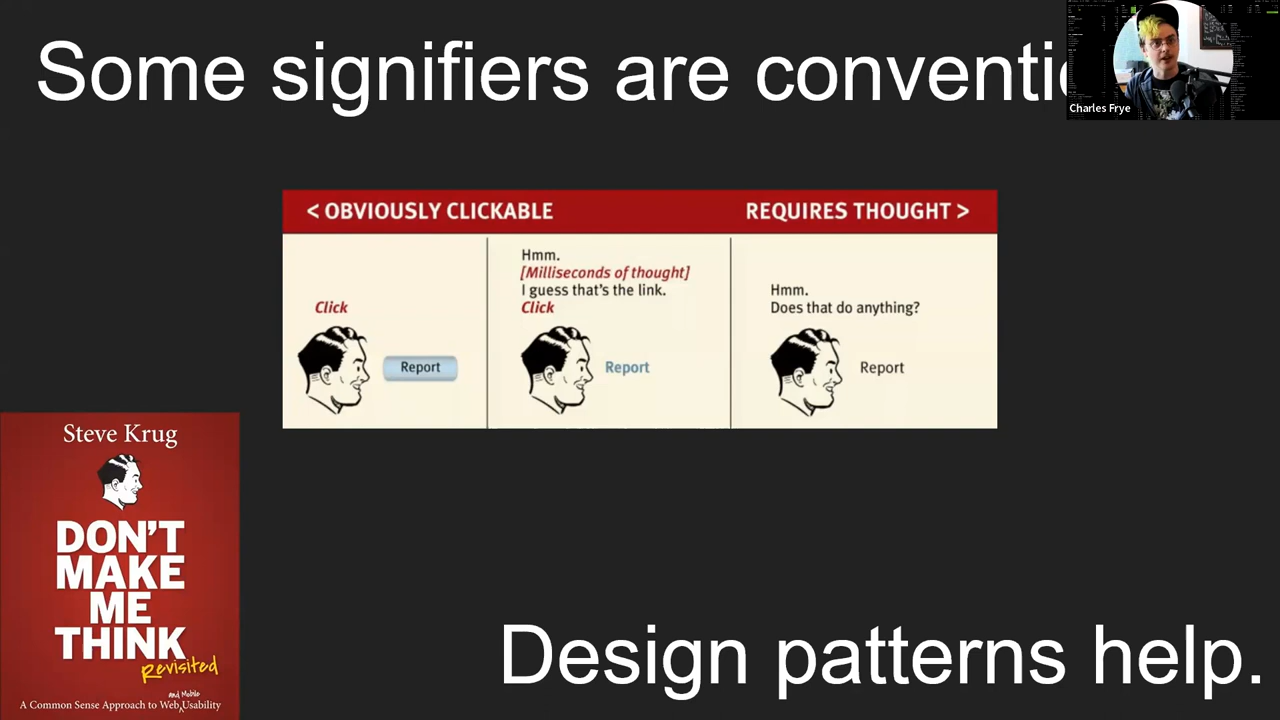 Some signifiers are conventi
Charles Frye
< OBVIOUSLY CLICKABLE
REQUIRES THOUGHT >
Click
Report
Hmm.
[Milliseconds of thought]
I guess that's the link.
Click
Report
Hmm.
Does that do anything?
Report
Steve Krug
DON'T
MAKE
ME
THINK
Revisited
and Mobile
A Common Sense Approach to Web Usability
Design patterns help.